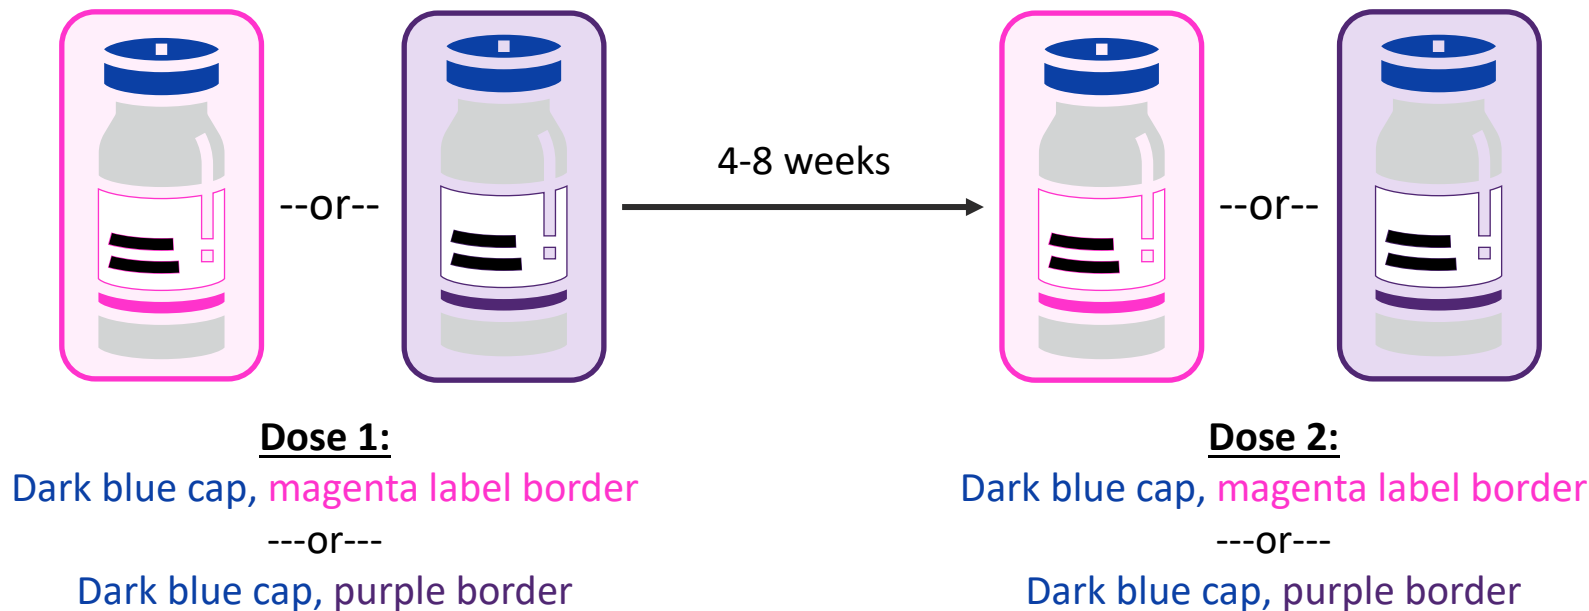 --or--
4-8 weeks
--or--
Dose 1:
Dark blue cap, magenta label border
---or---
Dark blue cap, purple border
Dose 2:
Dark blue cap, magenta label border
---or---
Dark blue cap, purple border